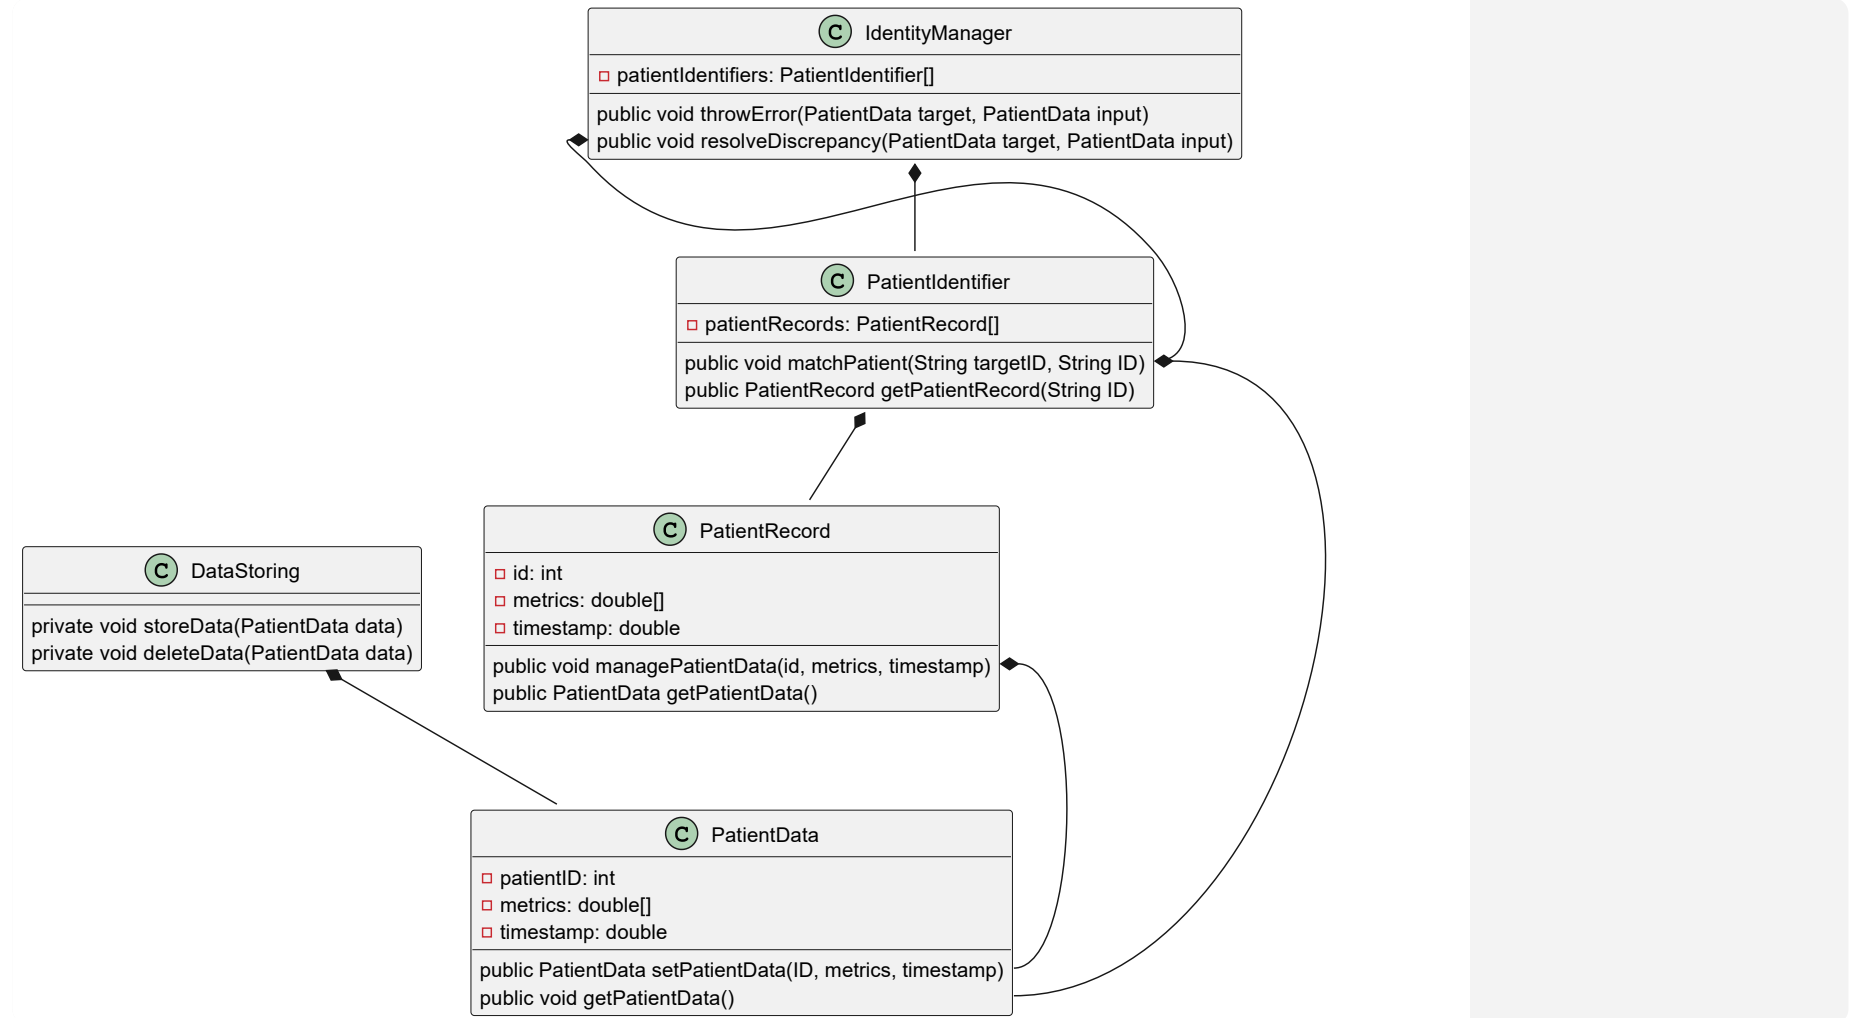 C IdentityManager
patientIdentifiers: PatientIdentifier[]
public void throwError(PatientData target, PatientData input)
public void resolveDiscrepancy(PatientData target, PatientData input)
C PatientIdentifier
patientRecords: PatientRecord[]
public void matchPatient(String targetID, String ID)
public PatientRecord getPatientRecord(String ID)
C PatientRecord
id: int
metrics: double[]
timestamp: double
public void managePatientData(id, metrics, timestamp)
public PatientData getPatientData()
C DataStoring
private void storeData(PatientData data)
private void deleteData(PatientData data)
C PatientData
patientID: int
metrics: double[]
timestamp: double
public PatientData setPatientData(ID, metrics, timestamp)
public void getPatientData()